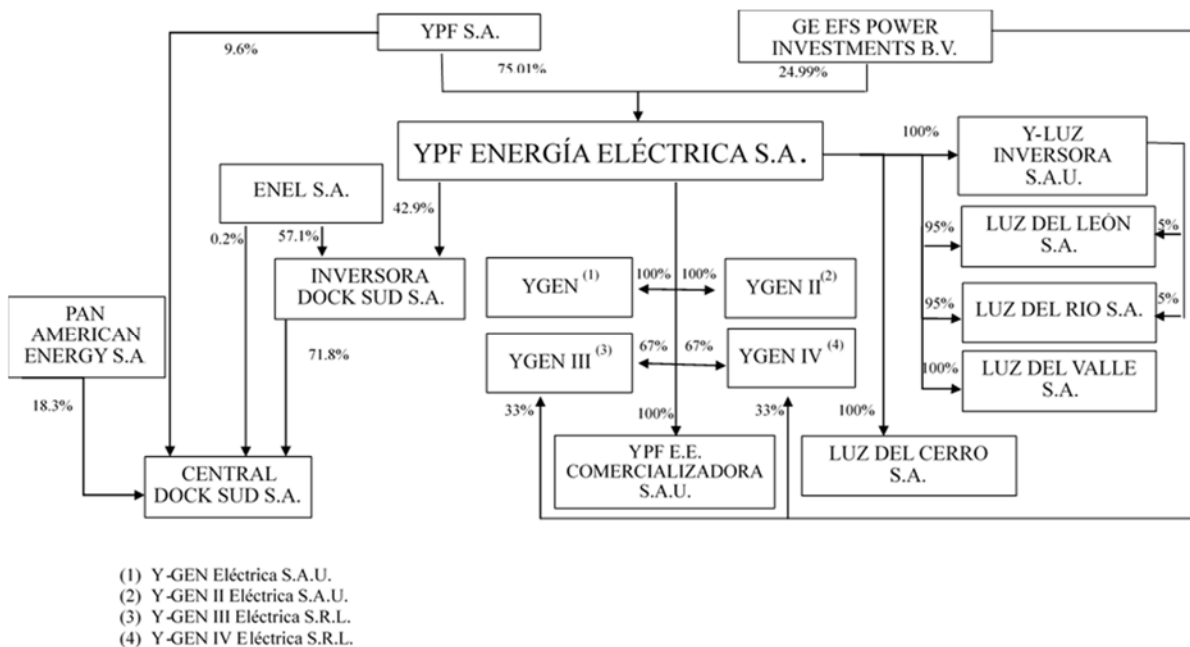 YPF S.A.
GE EFS POWER
INVESTMENTS B.V.
9.6%
75.01%
24.99%
YPF ENERGÍA ELÉCTRICA S.A.
100%
Y-LUZ
INVERSORA
S.A.U.
ENEL S.A.
42.9%
0.2%
57.1%
95%
LUZ DEL LEÓN
S.A.
5%
INVERSORA
DOCK SUD S.A.
YGEN (1)
100%
100%
YGEN II (2)
PAN
AMERICAN
ENERGY S.A
95%
LUZ DEL RIO S.A.
5%
71.8%
YGEN III (3)
67%
67%
YGEN IV (4)
100%
LUZ DEL VALLE
S.A.
18.3%
33%
100%
33%
100%
CENTRAL
DOCK SUD S.A.
YPF E.E.
COMERCIALIZADORA
S.A.U.
LUZ DEL CERRO
S.A.
(1) Y-GEN Eléctrica S.A.U.
(2) Y-GEN II Eléctrica S.A.U.
(3) Y-GEN III Eléctrica S.R.L.
(4) Y-GEN IV Eléctrica S.R.L.